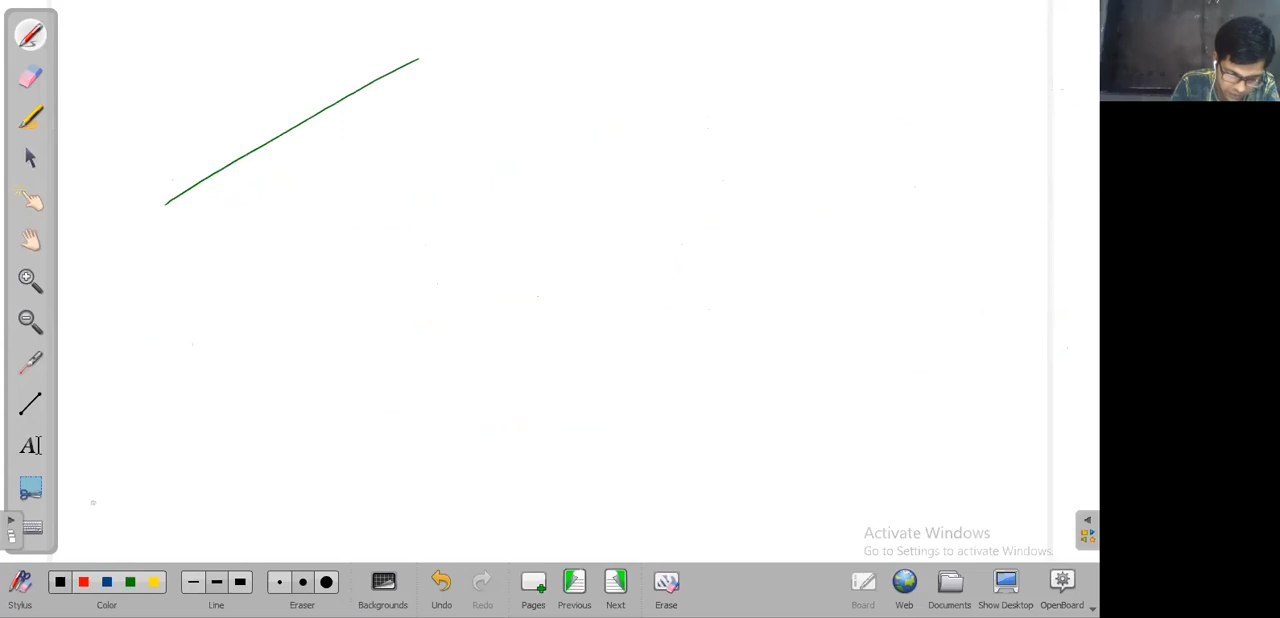 A
Activate Windows
Go to Settings to activate Windows.
Stylus
Color
Line
Eraser
Backgrounds
Undo
Redo
Pages
Previous
Next
Erase
Board
Web
Documents
Show Desktop
OpenBoard